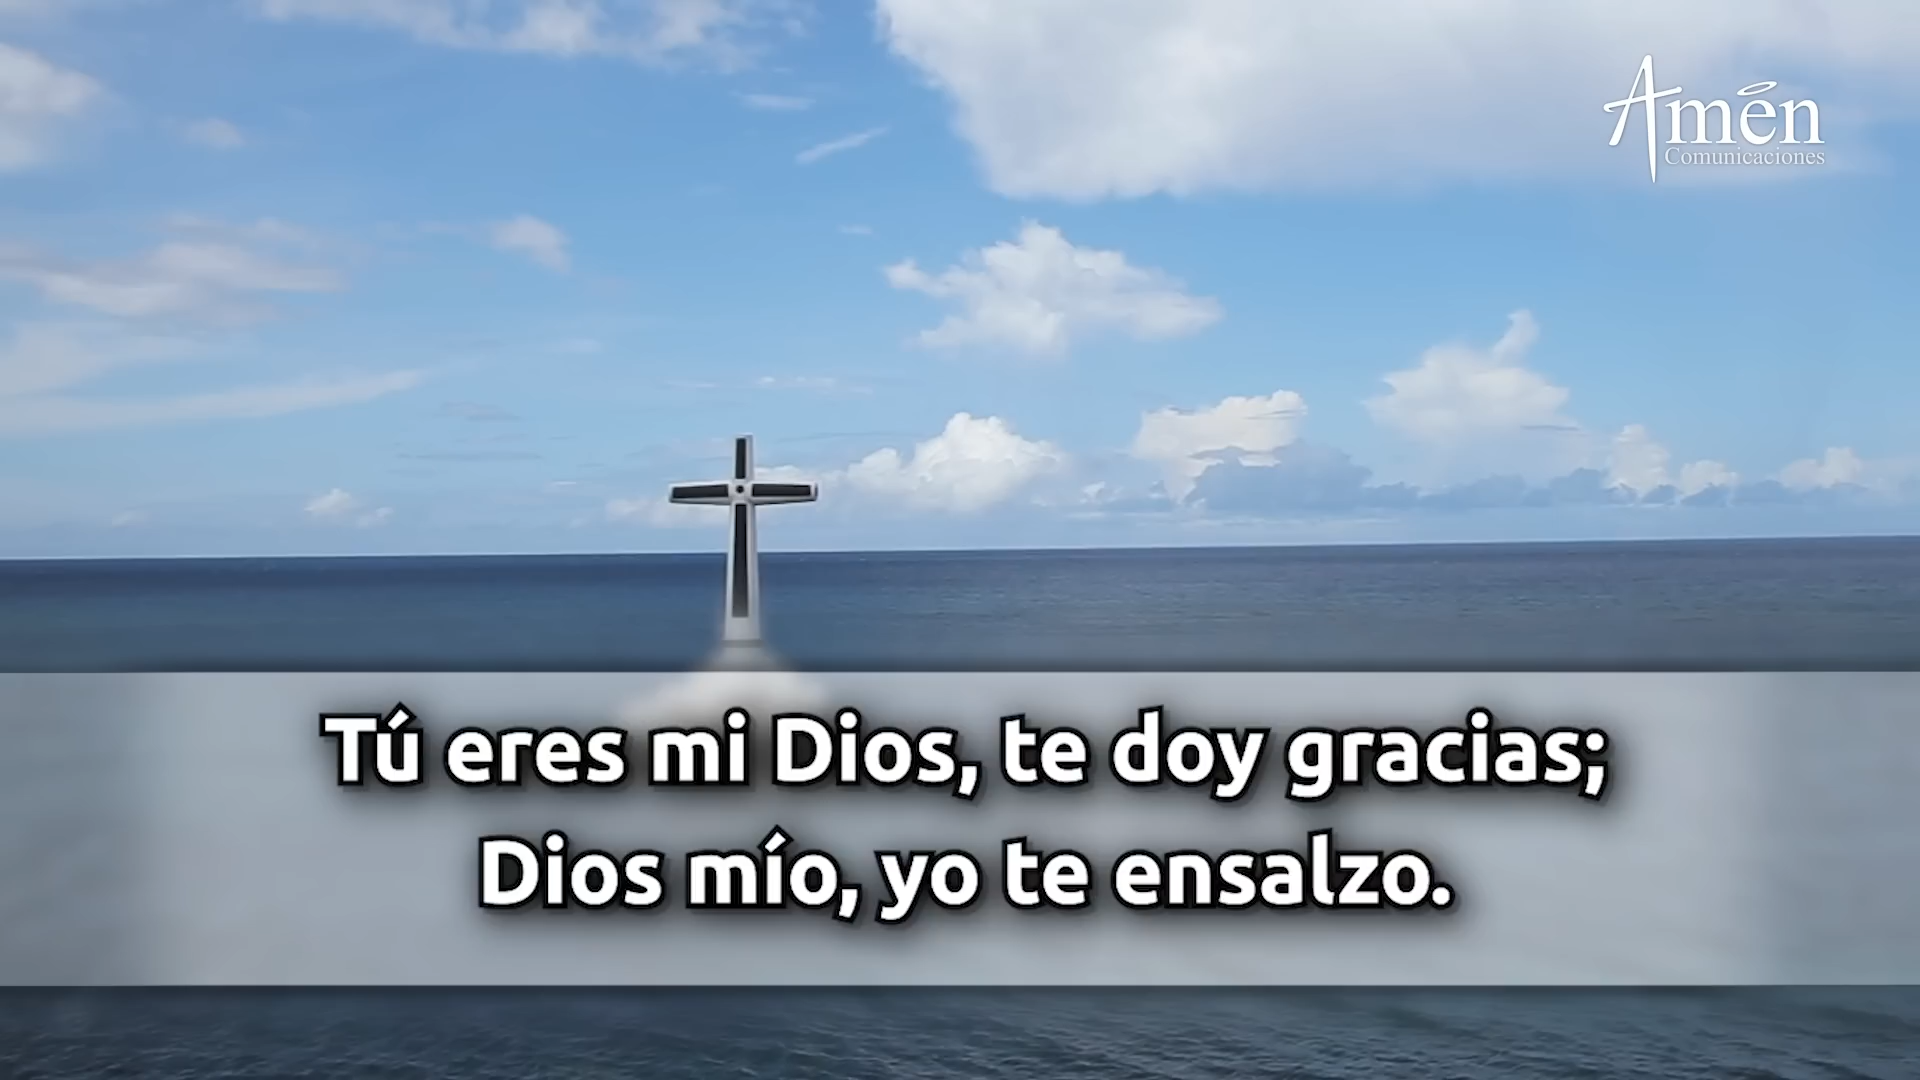 Amén
Comunicaciones
Tú eres mi Dios, te doy gracias;
Dios mío, yo te ensalzo.